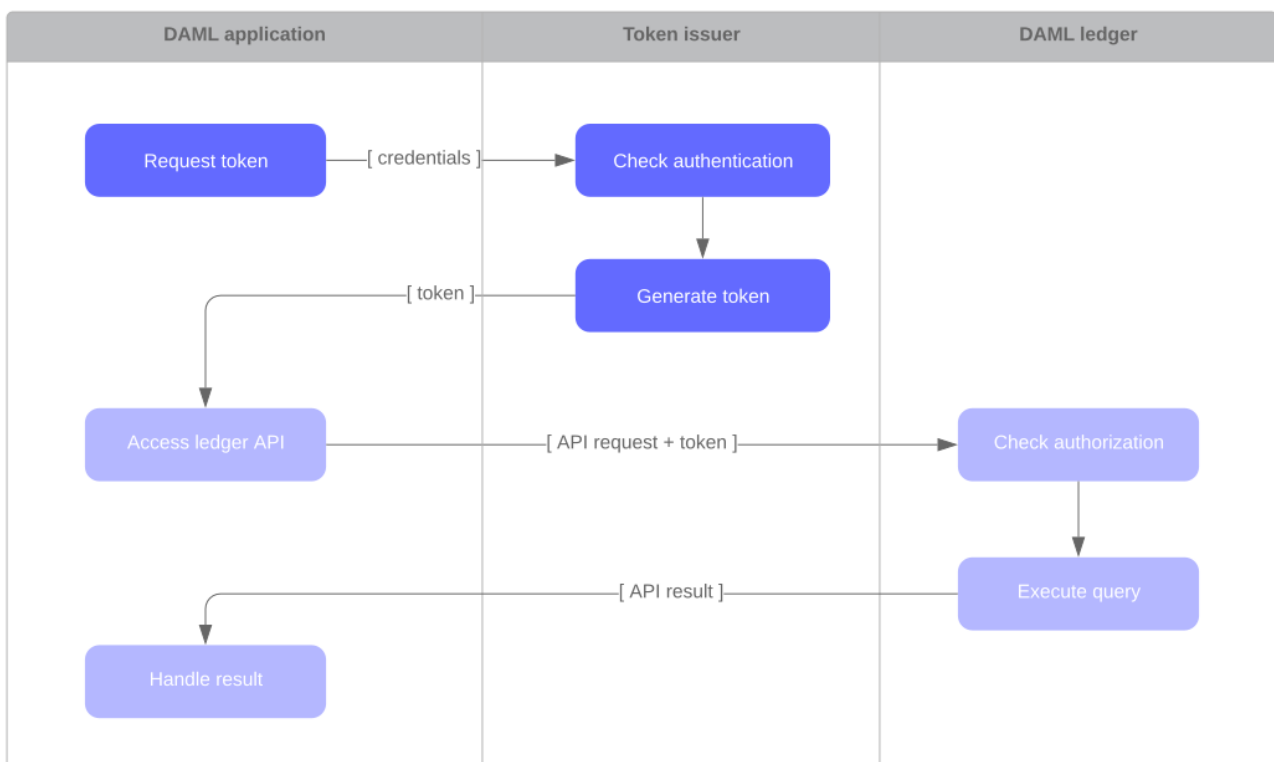 DAML application
Token issuer
DAML ledger
Request token
[ credentials ]
Check authentication
[ token ]
Generate token
Access ledger API
[ API request + token ]
Check authorization
[ API result ]
Execute query
Handle result